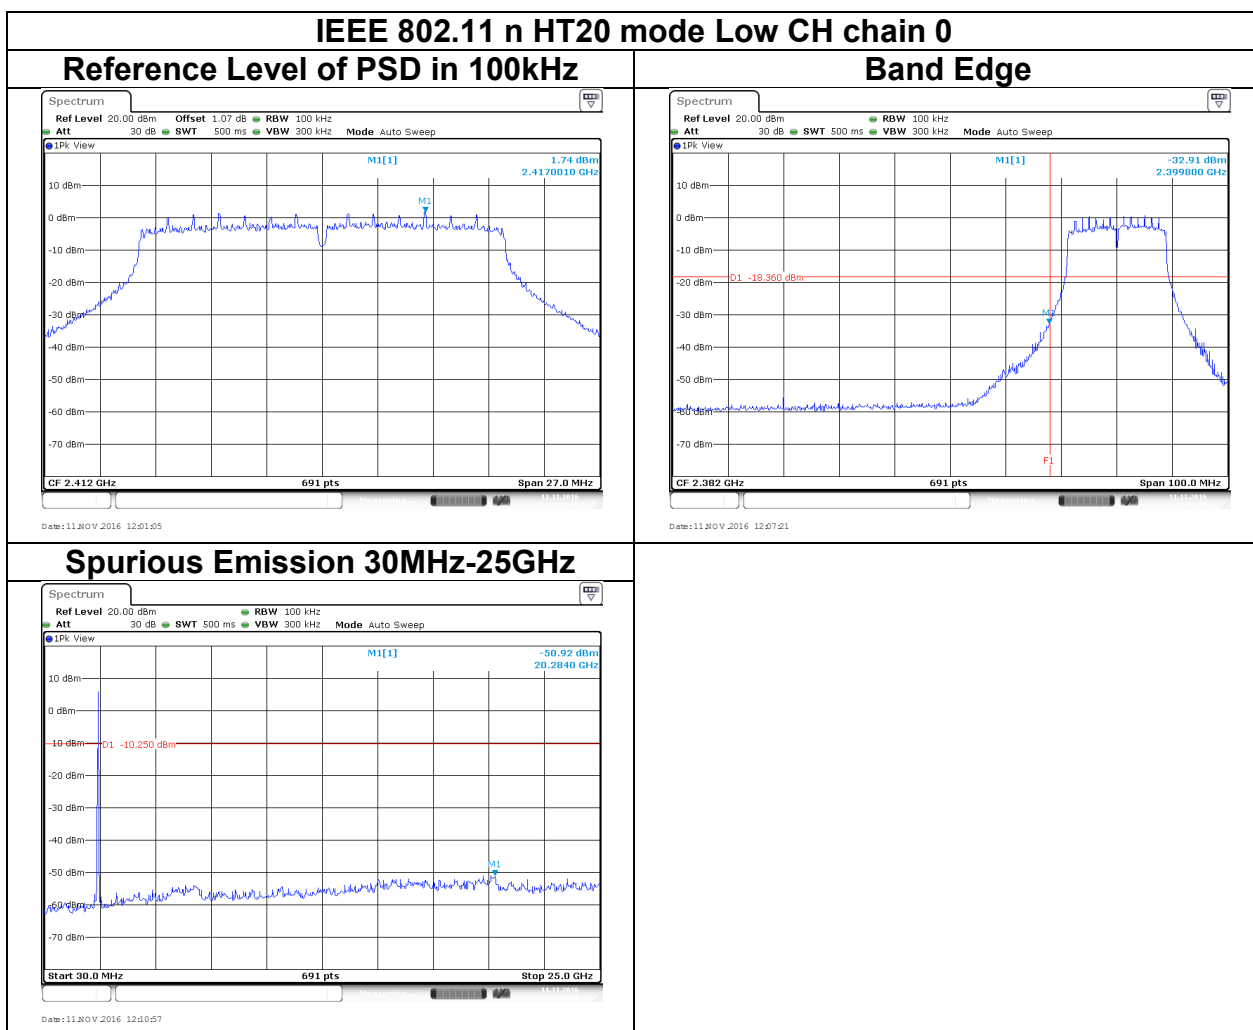 IEEE 802.11 n HT20 mode Low CH chain 0
Reference Level of PSD in 100kHz
Spectrum
Ref Level 20.00 dBm Offset 1.07 dB RBW 100 kHz
Att 30 dB SWT 500 ms VBW 300 kHz Mode Auto Sweep
1Pk View
M1[1] 1.74 dBm
2.4170010 GHz
10 dBm
M1
0 dBm
-10 dBm
-20 dBm
-30 dBm
-40 dBm
-50 dBm
-60 dBm
-70 dBm
CF 2.412 GHz 691 pts Span 27.0 MHz
Date: 11.NOV.2016 12:01:05
Band Edge
Spectrum
Ref Level 20.00 dBm RBW 100 kHz
Att 30 dB SWT 500 ms VBW 300 kHz Mode Auto Sweep
1Pk View
M1[1] -32.91 dBm
2.399800 GHz
10 dBm
0 dBm
-10 dBm
D1 -18.360 dBm
-20 dBm
-30 dBm
-40 dBm
-50 dBm
-60 dBm
-70 dBm
F1
CF 2.382 GHz 691 pts Span 100.0 MHz
Date: 11.NOV.2016 12:07:21
Spurious Emission 30MHz-25GHz
Spectrum
Ref Level 20.00 dBm RBW 100 kHz
Att 30 dB SWT 500 ms VBW 300 kHz Mode Auto Sweep
1Pk View
M1[1] -50.92 dBm
20.2840 GHz
10 dBm
0 dBm
-10 dBm D1 -10.250 dBm
-20 dBm
-30 dBm
-40 dBm
-50 dBm
M1
-60 dBm
-70 dBm
Start 30.0 MHz 691 pts Stop 25.0 GHz
Date: 11.NOV.2016 12:10:57